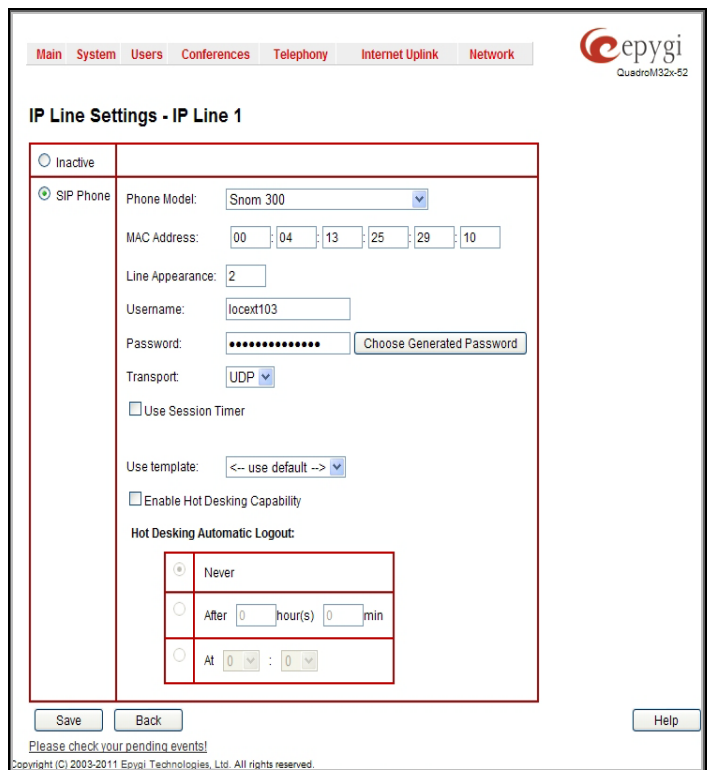 epygi
QuadroM32x-52
Main System Users Conferences Telephony Internet Uplink Network
IP Line Settings - IP Line 1
Inactive
SIP Phone
Phone Model: Snom 300
MAC Address: 00 : 04 : 13 : 25 : 29 : 10
Line Appearance: 2
Username: locext103
Password: •••••••••••••• Choose Generated Password
Transport: UDP
Use Session Timer
Use template: <-- use default -->
Enable Hot Desking Capability
Hot Desking Automatic Logout:
Never
After 0 hour(s) 0 min
At 0 : 0
Save Back Help
Please check your pending events!
Copyright (C) 2003-2011 Epygi Technologies, Ltd. All rights reserved.